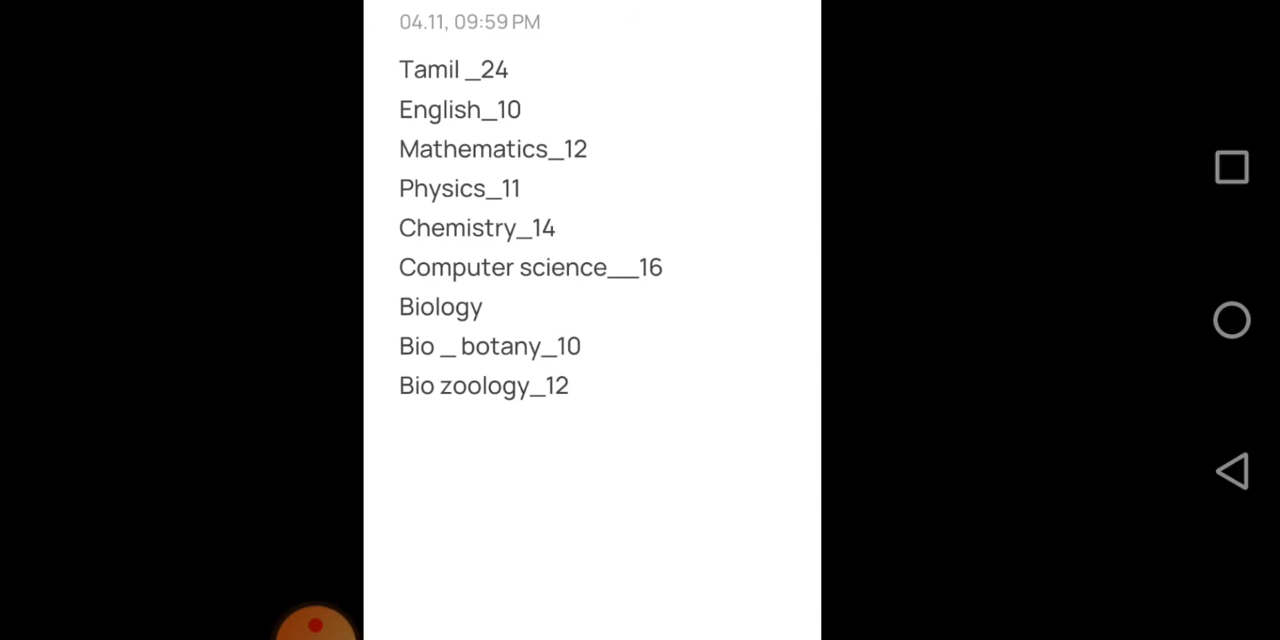 04.11, 09:59 PM
Tamil _24
English_10
Mathematics_12
Physics_11
Chemistry_14
Computer science__16
Biology
Bio _ botany_10
Bio zoology_12